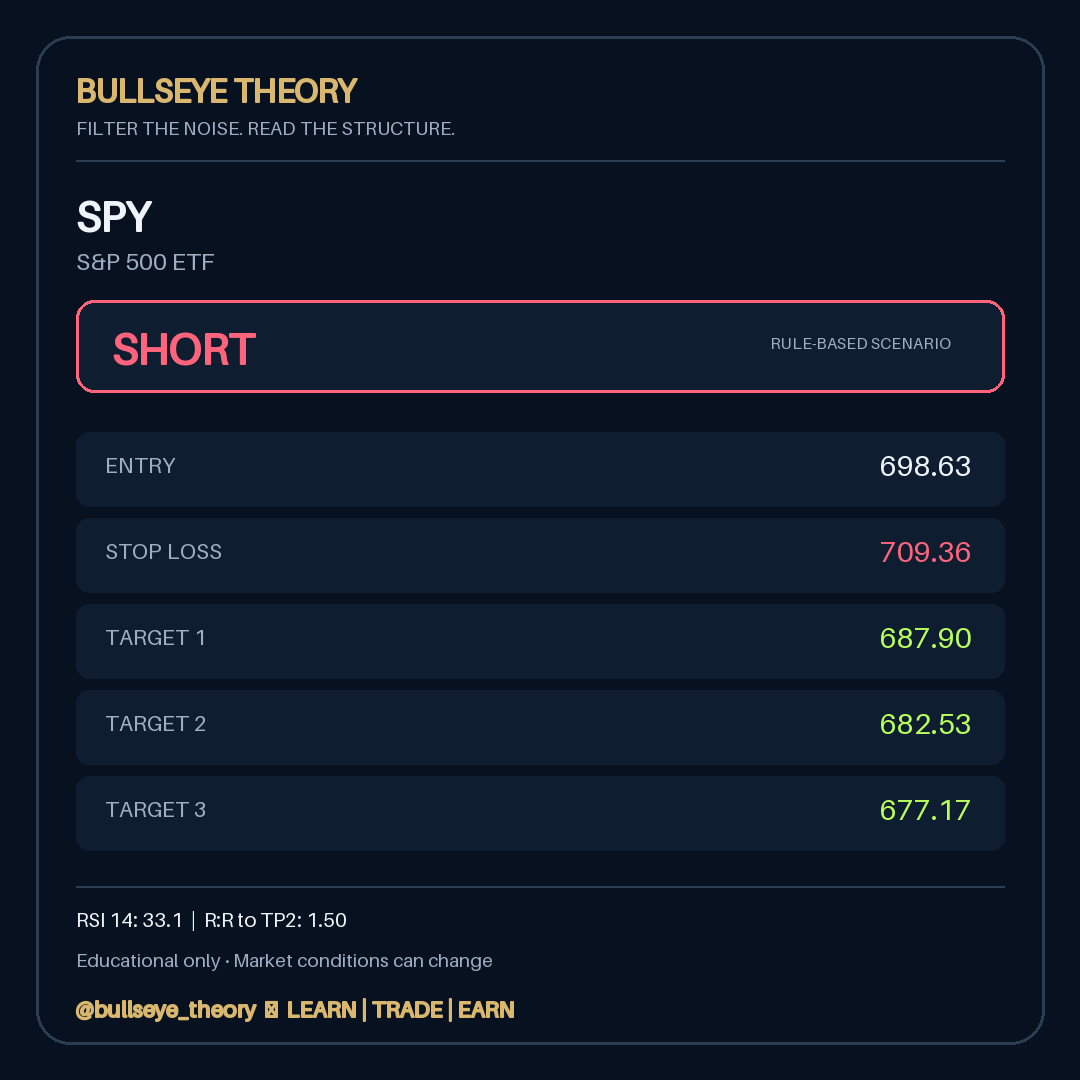 BULLSEYE THEORY
FILTER THE NOISE. READ THE STRUCTURE.
SPY
S&P 500 ETF
SHORT RULE-BASED SCENARIO
ENTRY 698.63
STOP LOSS 709.36
TARGET 1 687.90
TARGET 2 682.53
TARGET 3 677.17
RSI 14: 33.1 | R:R to TP2: 1.50
Educational only · Market conditions can change
@bullseye_theory LEARN | TRADE | EARN